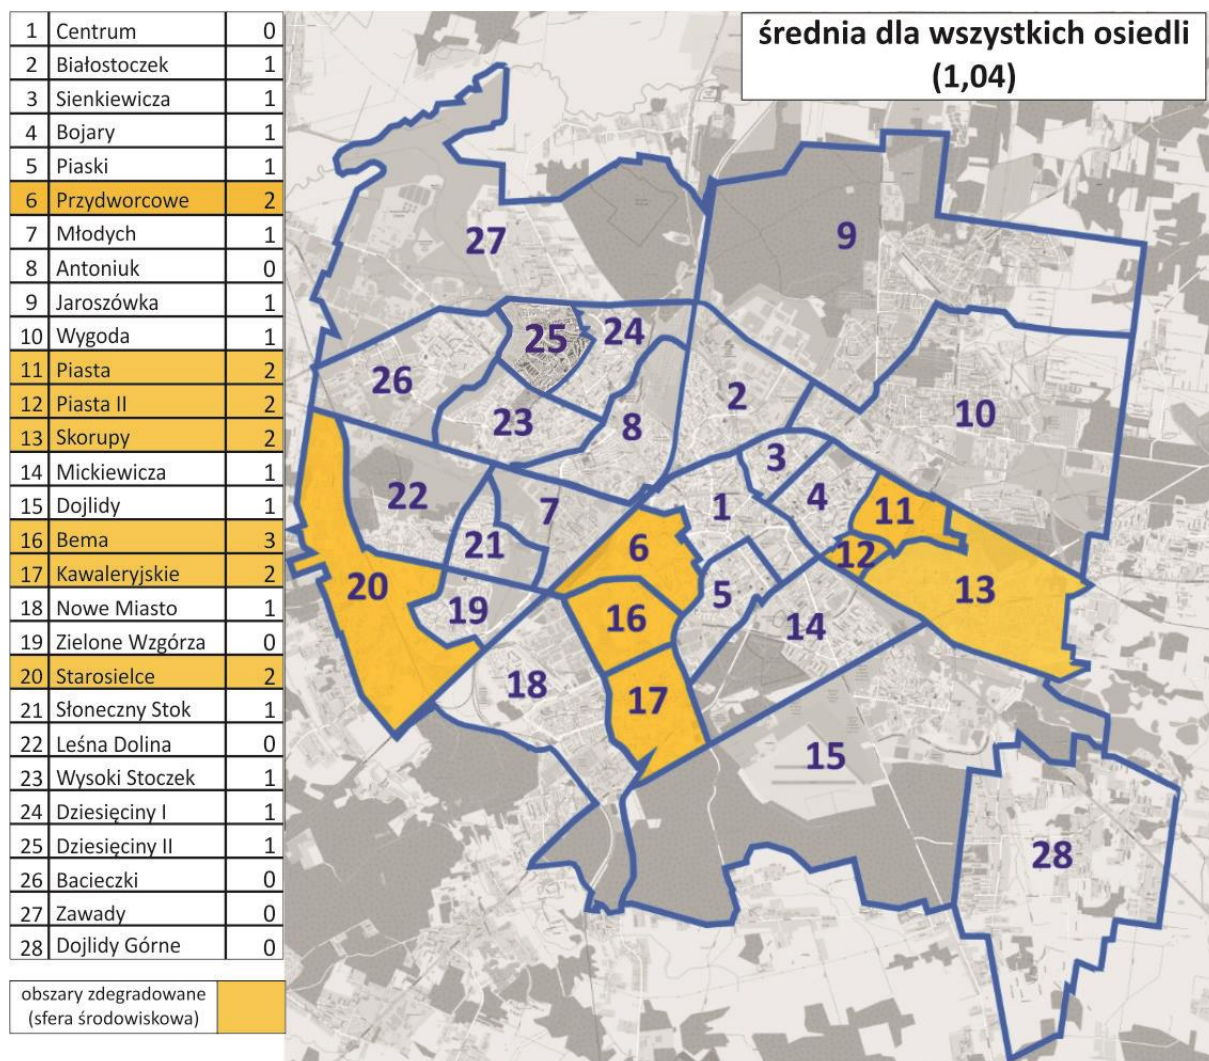 1 Centrum 0
2 Białostoczek 1
3 Sienkiewicza 1
4 Bojary 1
5 Piaski 1
6 Przydworcowe 2
7 Młodych 1
8 Antoniuk 0
9 Jaroszówka 1
10 Wygoda 1
11 Piasta 2
12 Piasta II 2
13 Skorupy 2
14 Mickiewicza 1
15 Dojlidy 1
16 Bema 3
17 Kawaleryjskie 2
18 Nowe Miasto 1
19 Zielone Wzgórza 0
20 Starosielce 2
21 Słoneczny Stok 1
22 Leśna Dolina 0
23 Wysoki Stoczek 1
24 Dziesięciny I 1
25 Dziesięciny II 1
26 Bacieczki 0
27 Zawady 0
28 Dojlidy Górne 0
obszary zdegradowane
(sfera środowiskowa)
średnia dla wszystkich osiedli
(1,04)
27
9
25
24
26
2
23
8
10
3
22
7
1
4
11
21
6
12
20
19
5
13
16
14
18
17
15
28